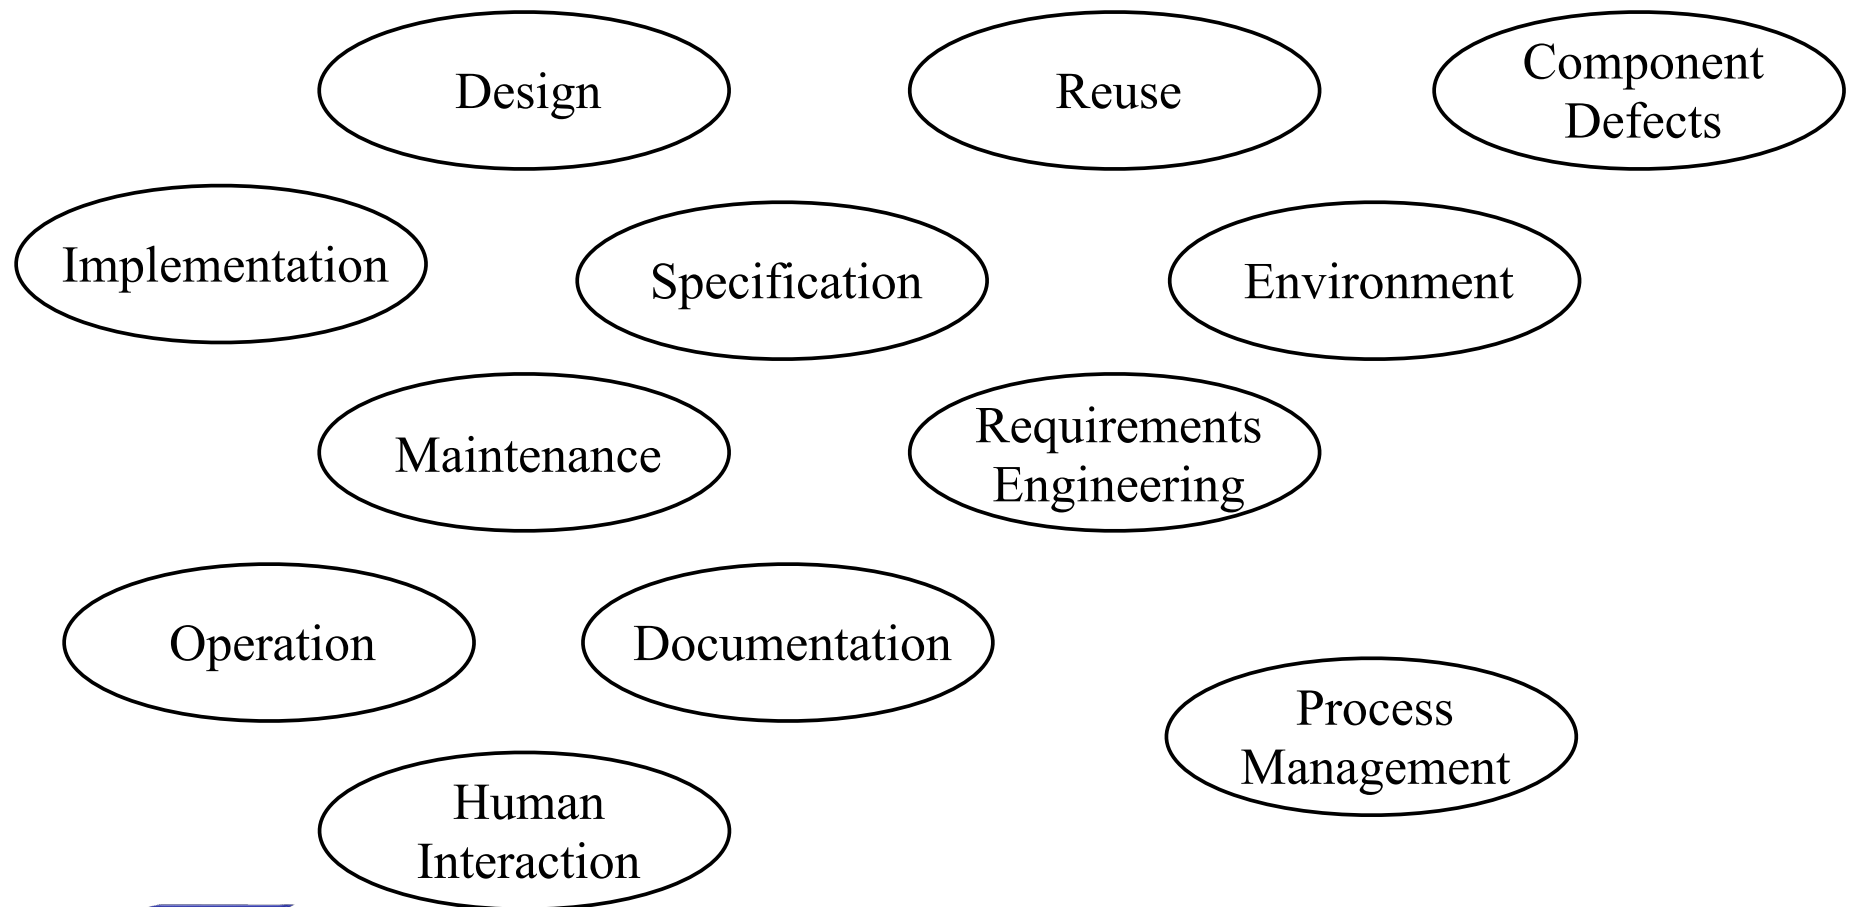 Design
Reuse
Component
Defects
Implementation
Specification
Environment
Maintenance
Requirements
Engineering
Operation
Documentation
Process
Management
Human
Interaction